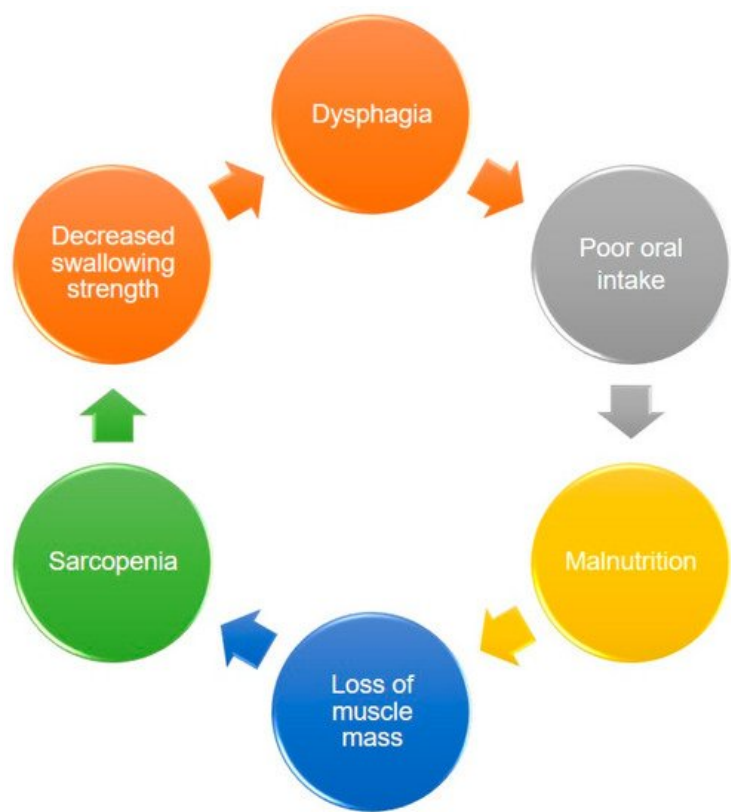 Dysphagia
Poor oral
intake
Malnutrition
Loss of
muscle
mass
Sarcopenia
Decreased
swallowing
strength